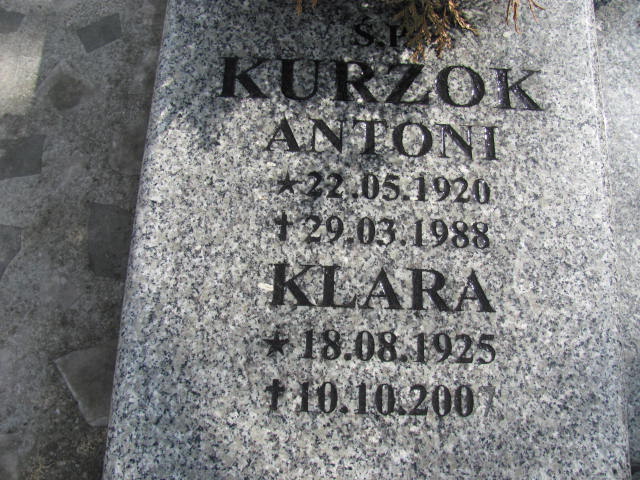 Ś.P.
KURZOK
ANTONI
★22.05.1920
✝29.03.1988
KLARA
★18.08.1925
✝10.10.2007